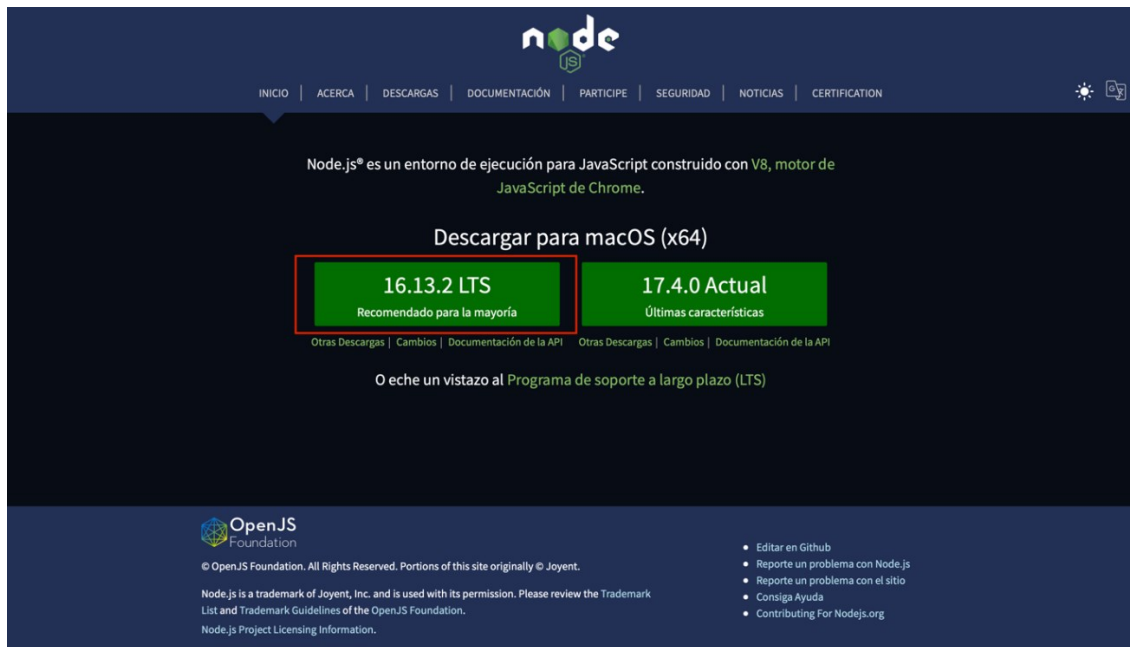 node
JS
INICIO | ACERCA | DESCARGAS | DOCUMENTACIÓN | PARTICIPE | SEGURIDAD | NOTICIAS | CERTIFICATION
Node.js® es un entorno de ejecución para JavaScript construido con V8, motor de
JavaScript de Chrome.
Descargar para macOS (x64)
16.13.2 LTS
Recomendado para la mayoría
17.4.0 Actual
Últimas características
Otras Descargas | Cambios | Documentación de la API
Otras Descargas | Cambios | Documentación de la API
O eche un vistazo al Programa de soporte a largo plazo (LTS)
OpenJS
Foundation
© OpenJS Foundation. All Rights Reserved. Portions of this site originally © Joyent.
Node.js is a trademark of Joyent, Inc. and is used with its permission. Please review the Trademark
List and Trademark Guidelines of the OpenJS Foundation.
Node.js Project Licensing Information.
Editar en Github
Reporte un problema con Node.js
Reporte un problema con el sitio
Consiga Ayuda
Contributing For Nodejs.org